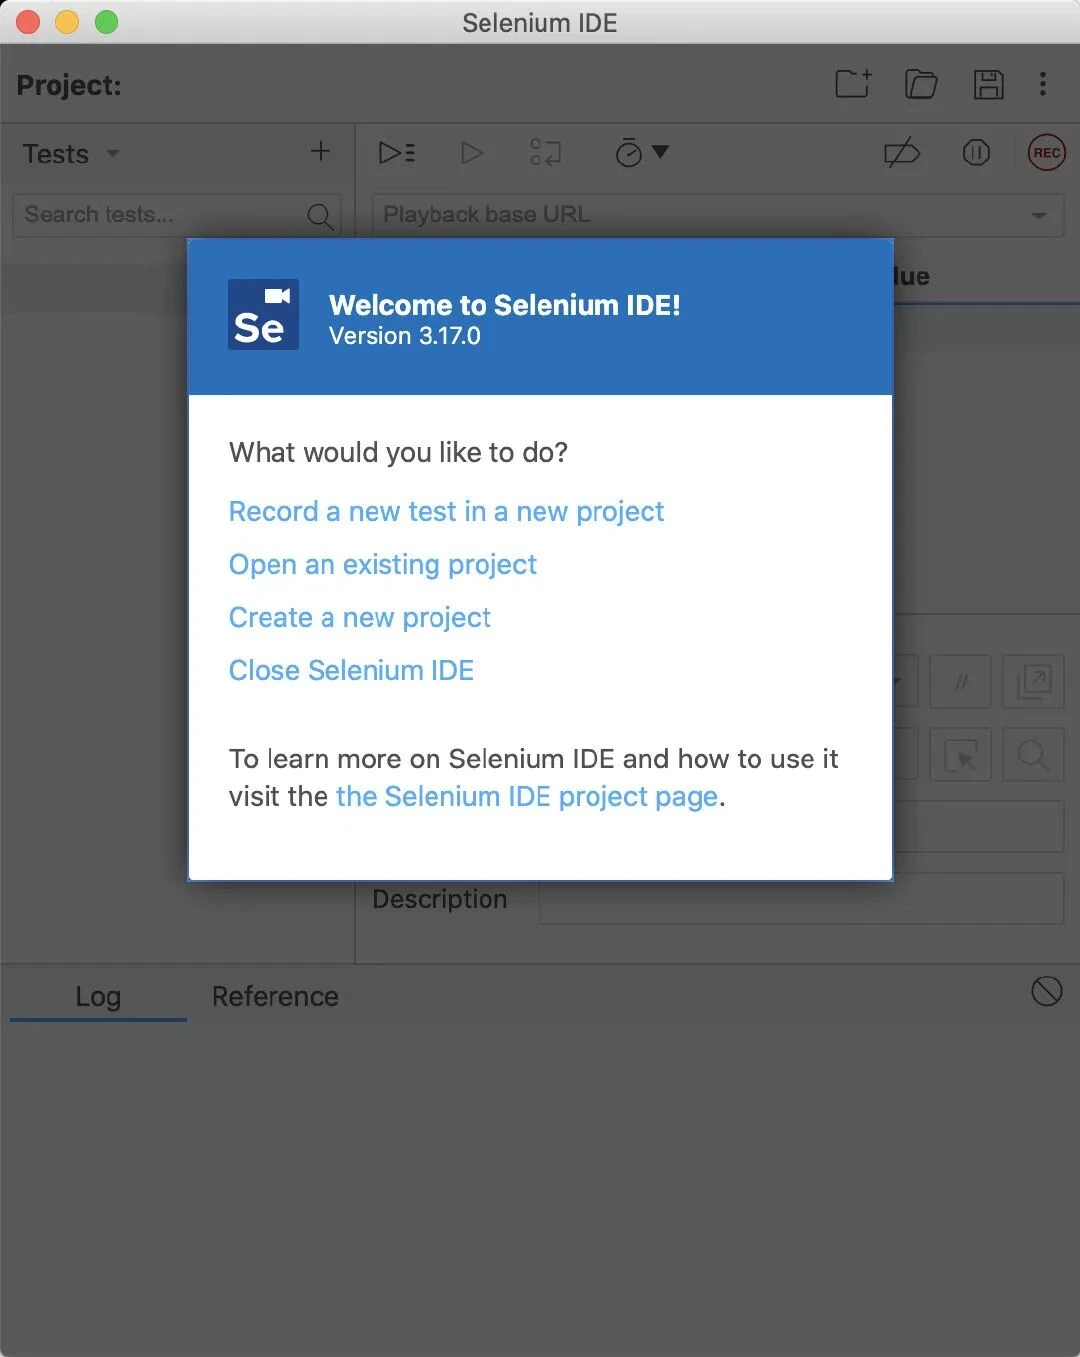 Selenium IDE
Project:
Tests
REC
Search tests...
Playback base URL
lue
Se
Welcome to Selenium IDE!
Version 3.17.0
What would you like to do?
Record a new test in a new project
Open an existing project
Create a new project
Close Selenium IDE
//
To learn more on Selenium IDE and how to use it
visit the the Selenium IDE project page.
Description
Log
Reference